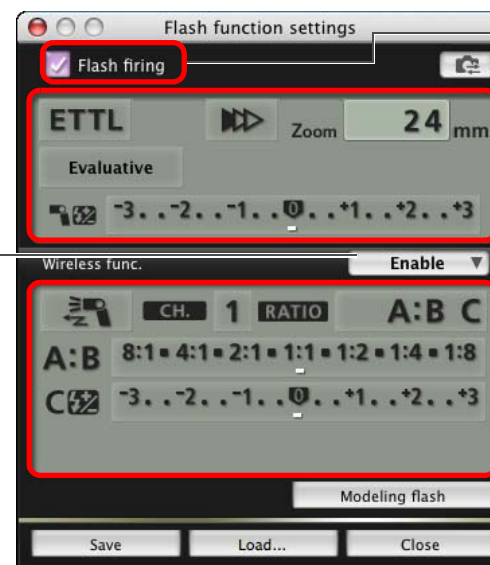 Flash function settings
Flash firing
ETTL Zoom 24 mm
Evaluative
-3..-2..-1..0..+1..+2..+3
Wireless func. Enable
CH. 1 RATIO A:B C
A:B 8:1 4:1 2:1 1:1 1:2 1:4 1:8
C -3..-2..-1..0..+1..+2..+3
Modeling flash
Save Load... Close